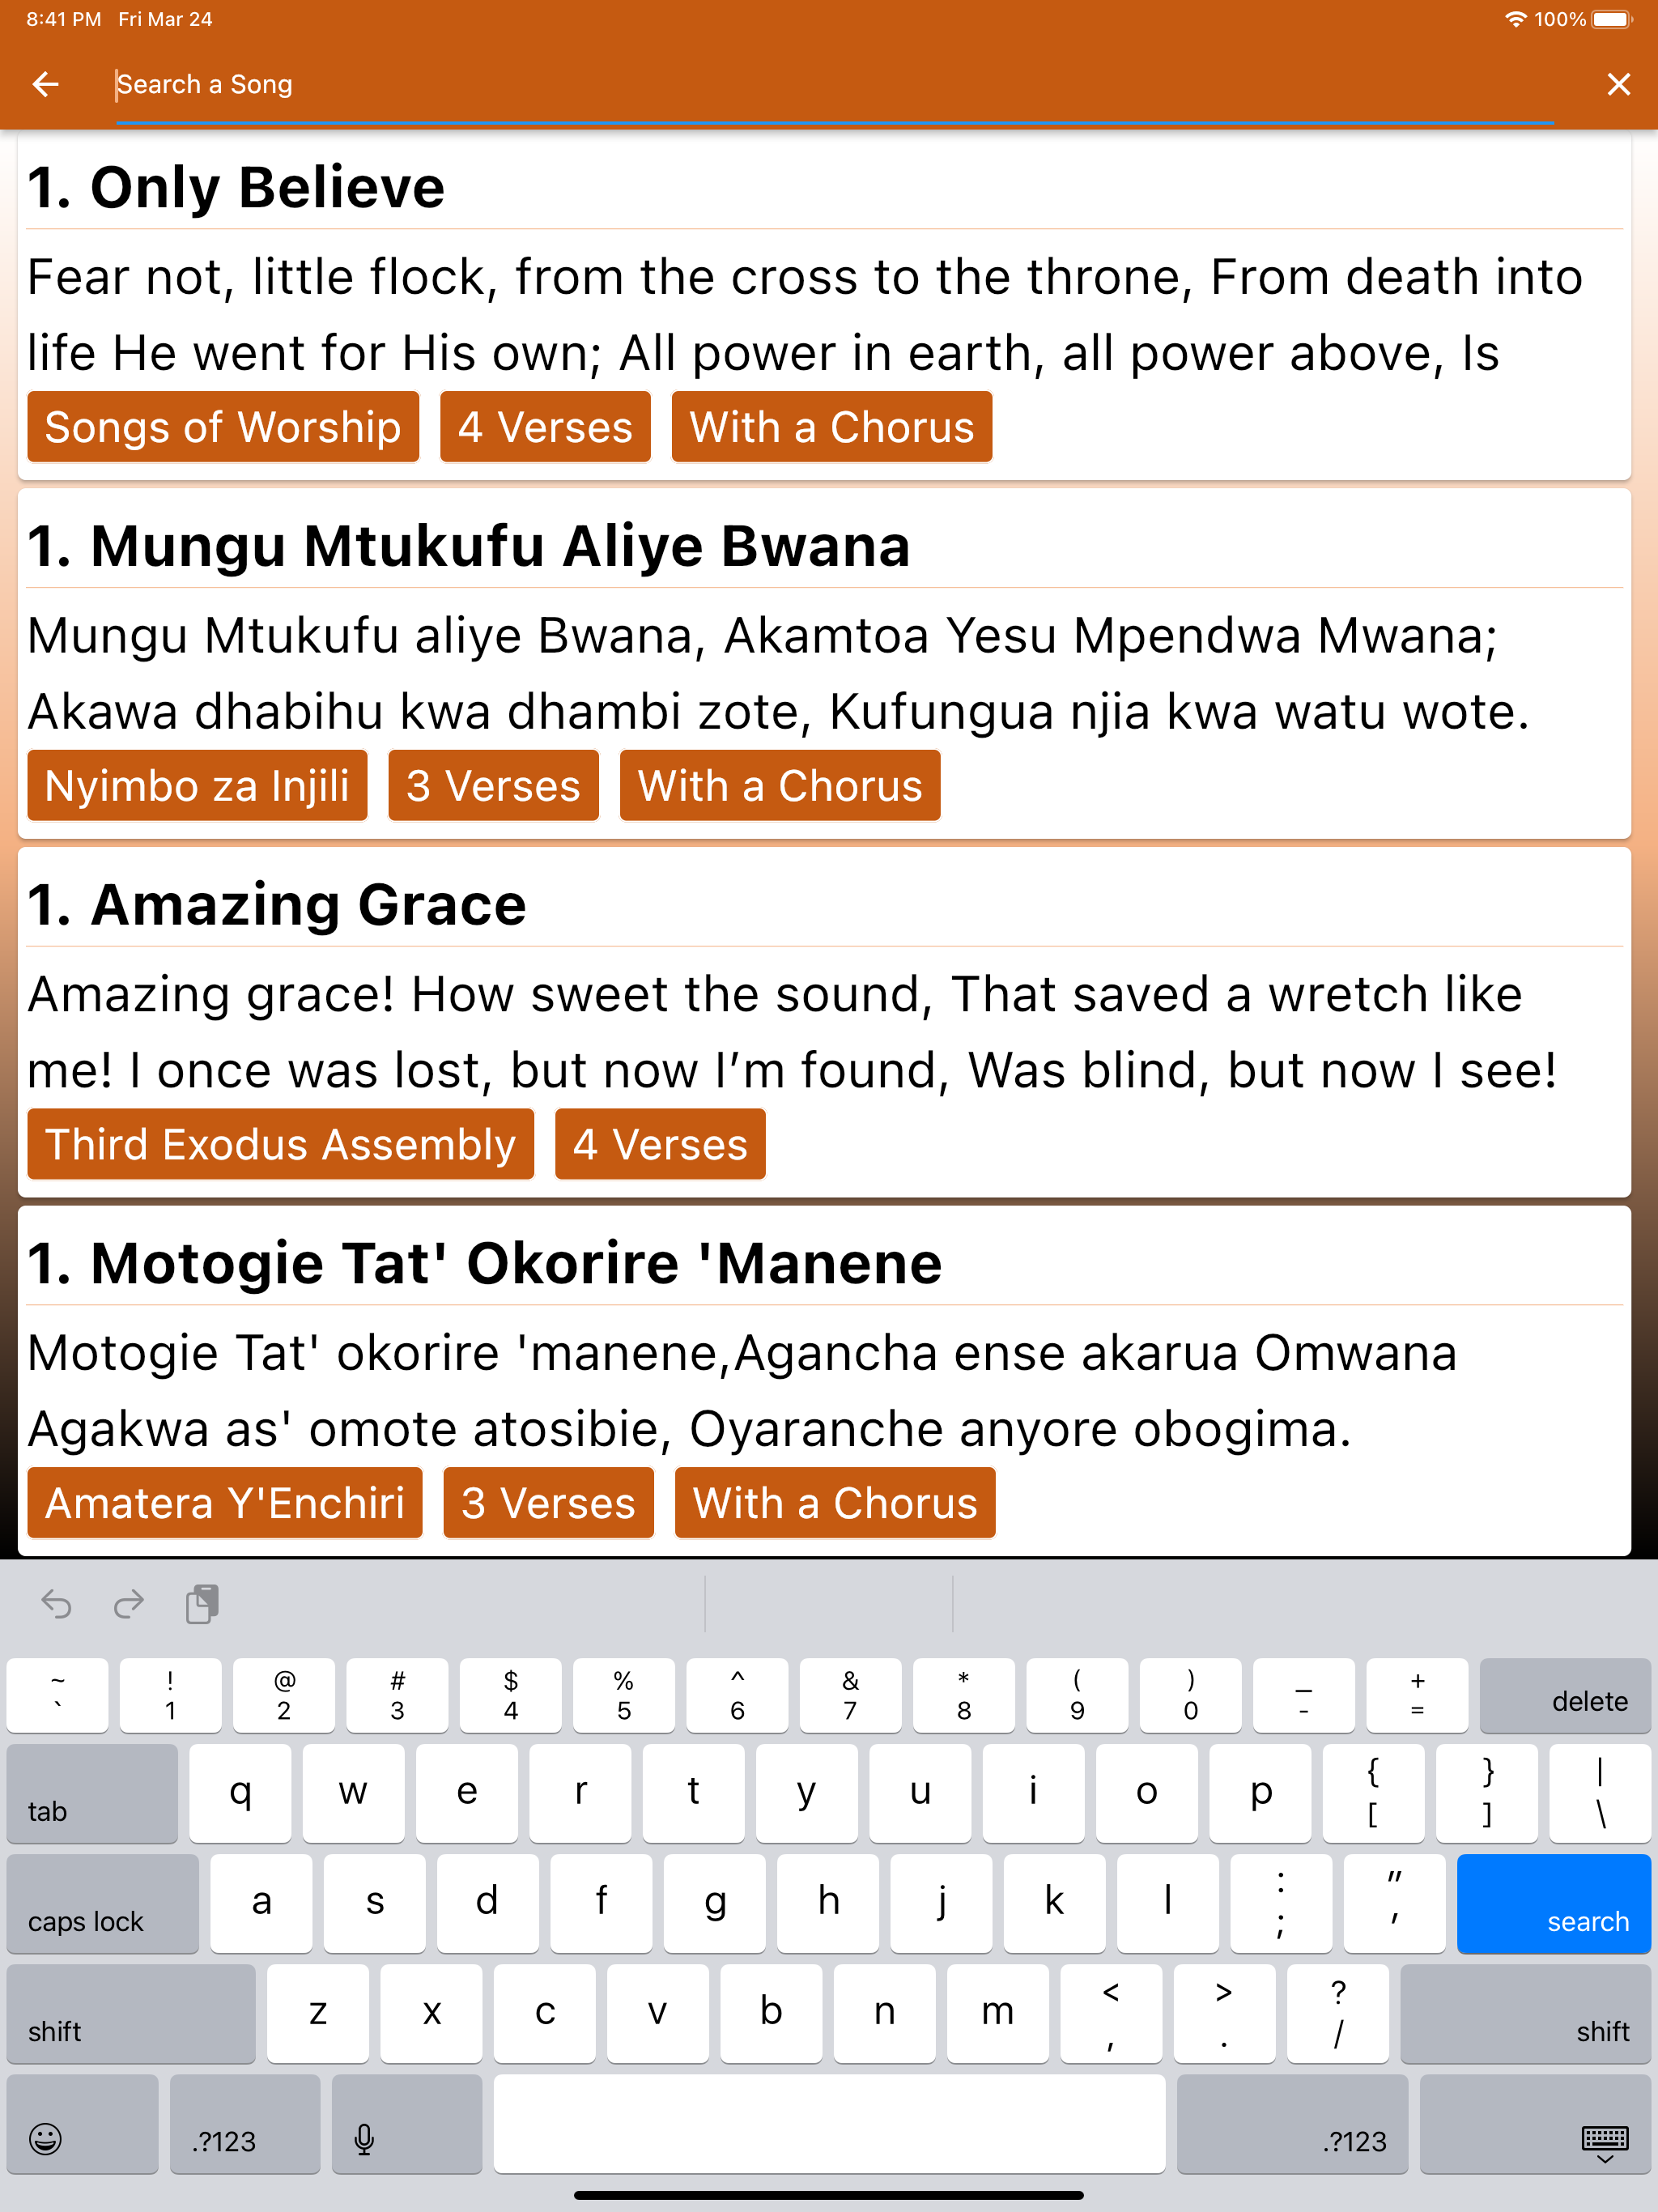 8:41 PM Fri Mar 24 100%
Search a Song
1. Only Believe
Fear not, little flock, from the cross to the throne, From death into
life He went for His own; All power in earth, all power above, Is
Songs of Worship 4 Verses With a Chorus
1. Mungu Mtukufu Aliye Bwana
Mungu Mtukufu aliye Bwana, Akamtoa Yesu Mpendwa Mwana;
Akawa dhabihu kwa dhambi zote, Kufungua njia kwa watu wote.
Nyimbo za Injili 3 Verses With a Chorus
1. Amazing Grace
Amazing grace! How sweet the sound, That saved a wretch like
me! I once was lost, but now I’m found, Was blind, but now I see!
Third Exodus Assembly 4 Verses
1. Motogie Tat' Okorire 'Manene
Motogie Tat' okorire 'manene,Agancha ense akarua Omwana
Agakwa as' omote atosibie, Oyaranche anyore obogima.
Amatera Y'Enchiri 3 Verses With a Chorus
~ ! @ # $ % ^ & * ( ) _ +
` 1 2 3 4 5 6 7 8 9 0 - = delete
tab q w e r t y u i o p { [ } ] | \
caps lock a s d f g h j k l : ; " ' search
shift z x c v b n m < , > . ? / shift
.?123 .?123